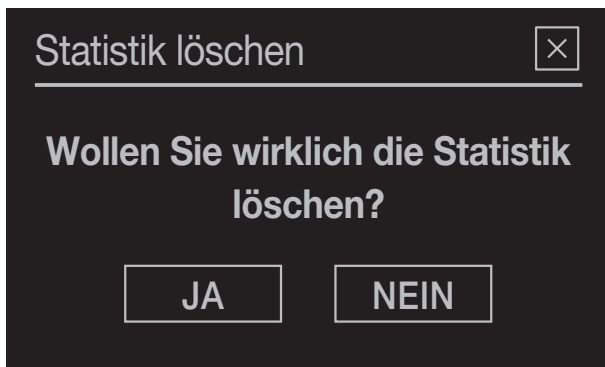 Statistik löschen
Wollen Sie wirklich die Statistik
löschen?
JA NEIN